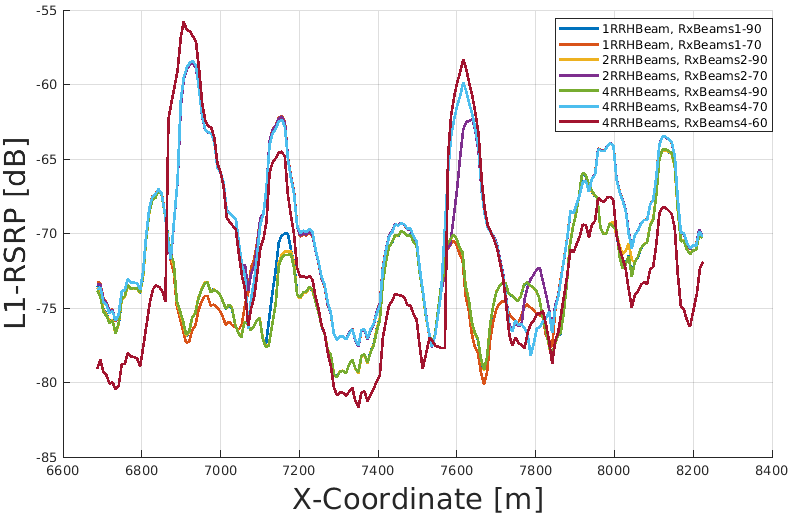 -55
-60
-65
-70
-75
-80
-85
L1-RSRP [dB]
1RRHBeam, RxBeams1-90
1RRHBeam, RxBeams1-70
2RRHBeams, RxBeams2-90
2RRHBeams, RxBeams2-70
4RRHBeams, RxBeams4-90
4RRHBeams, RxBeams4-70
4RRHBeams, RxBeams4-60
6600 6800 7000 7200 7400 7600 7800 8000 8200 8400
X-Coordinate [m]